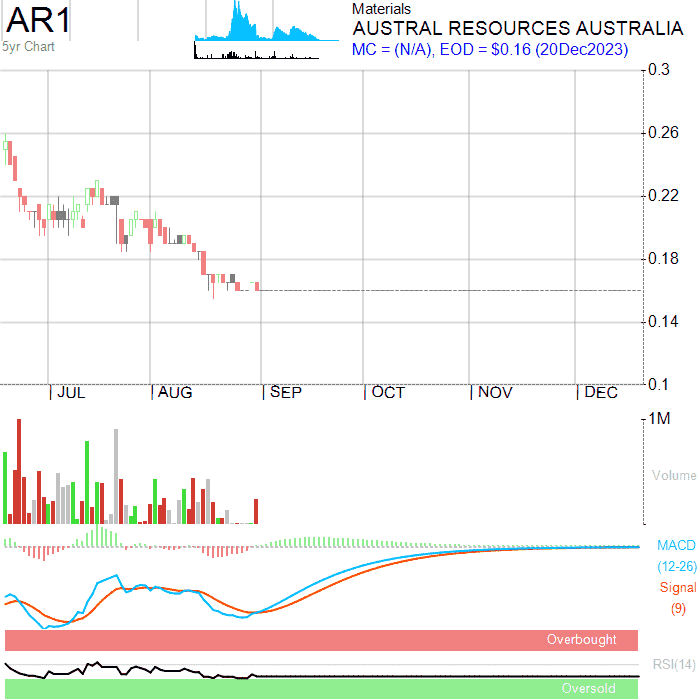 AR1
5yr Chart
Materials
AUSTRAL RESOURCES AUSTRALIA
MC = (N/A), EOD = $0.16 (20Dec2023)
0.3
0.26
0.22
0.18
0.14
0.1
JUL AUG SEP OCT NOV DEC
1M
Volume
MACD
(12-26)
Signal
(9)
Overbought
RSI(14)
Oversold